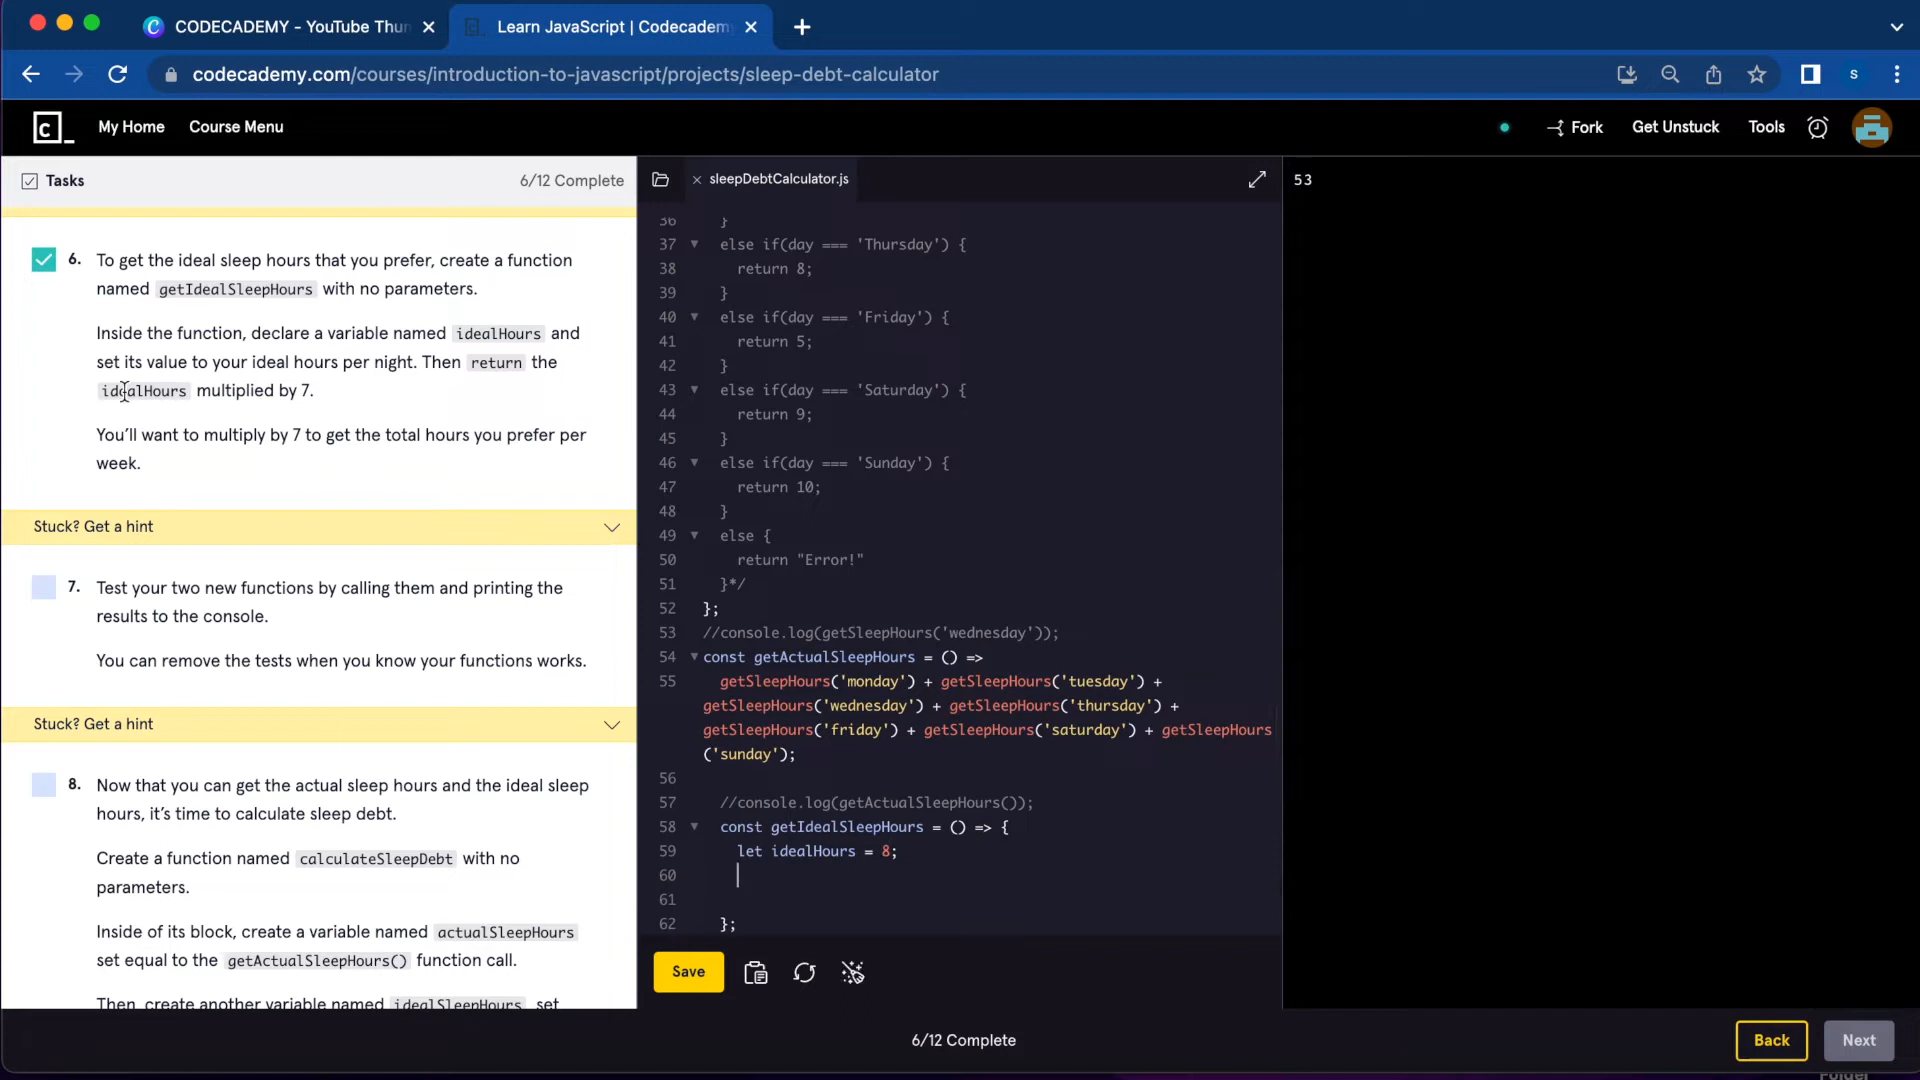 CODECADEMY - YouTube Thu
Learn JavaScript | Codecadem
codecademy.com/courses/introduction-to-javascript/projects/sleep-debt-calculator
S
c_
My Home
Course Menu
Fork
Get Unstuck
Tools
Tasks
6/12 Complete
6. To get the ideal sleep hours that you prefer, create a function
named getIdealSleepHours with no parameters.
Inside the function, declare a variable named idealHours and
set its value to your ideal hours per night. Then return the
idealHours multiplied by 7.
You'll want to multiply by 7 to get the total hours you prefer per
week.
Stuck? Get a hint
7. Test your two new functions by calling them and printing the
results to the console.
You can remove the tests when you know your functions works.
Stuck? Get a hint
8. Now that you can get the actual sleep hours and the ideal sleep
hours, it's time to calculate sleep debt.
Create a function named calculateSleepDebt with no
parameters.
Inside of its block, create a variable named actualSleepHours
set equal to the getActualSleepHours() function call.
Then, create another variable named idealSleepHours, set
sleepDebtCalculator.js
36 }
37 else if(day === 'Thursday') {
38 return 8;
39 }
40 else if(day === 'Friday') {
41 return 5;
42 }
43 else if(day === 'Saturday') {
44 return 9;
45 }
46 else if(day === 'Sunday') {
47 return 10;
48 }
49 else {
50 return "Error!"
51 }*/
52 };
53 //console.log(getSleepHours('wednesday'));
54 const getActualSleepHours = () =>
55 getSleepHours('monday') + getSleepHours('tuesday') +
getSleepHours('wednesday') + getSleepHours('thursday') +
getSleepHours('friday') + getSleepHours('saturday') + getSleepHours
('sunday');
56
57 //console.log(getActualSleepHours());
58 const getIdealSleepHours = () => {
59 let idealHours = 8;
60
61
62 };
Save
53
6/12 Complete
Back
Next
Folder